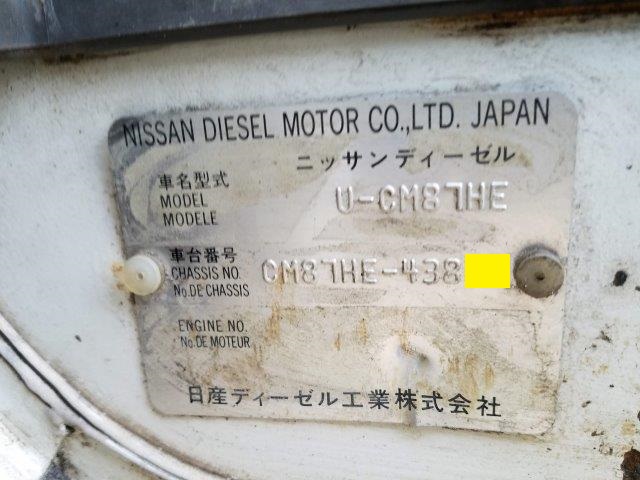 NISSAN DIESEL MOTOR CO.,LTD. JAPAN
ニッサンディーゼル
車名型式
MODEL
MODELE
U-CM87HE
車台番号
CHASSIS NO.
No.DE CHASSIS
CM87HE-438
ENGINE NO.
No.DE MOTEUR
日産ディーゼル工業株式会社